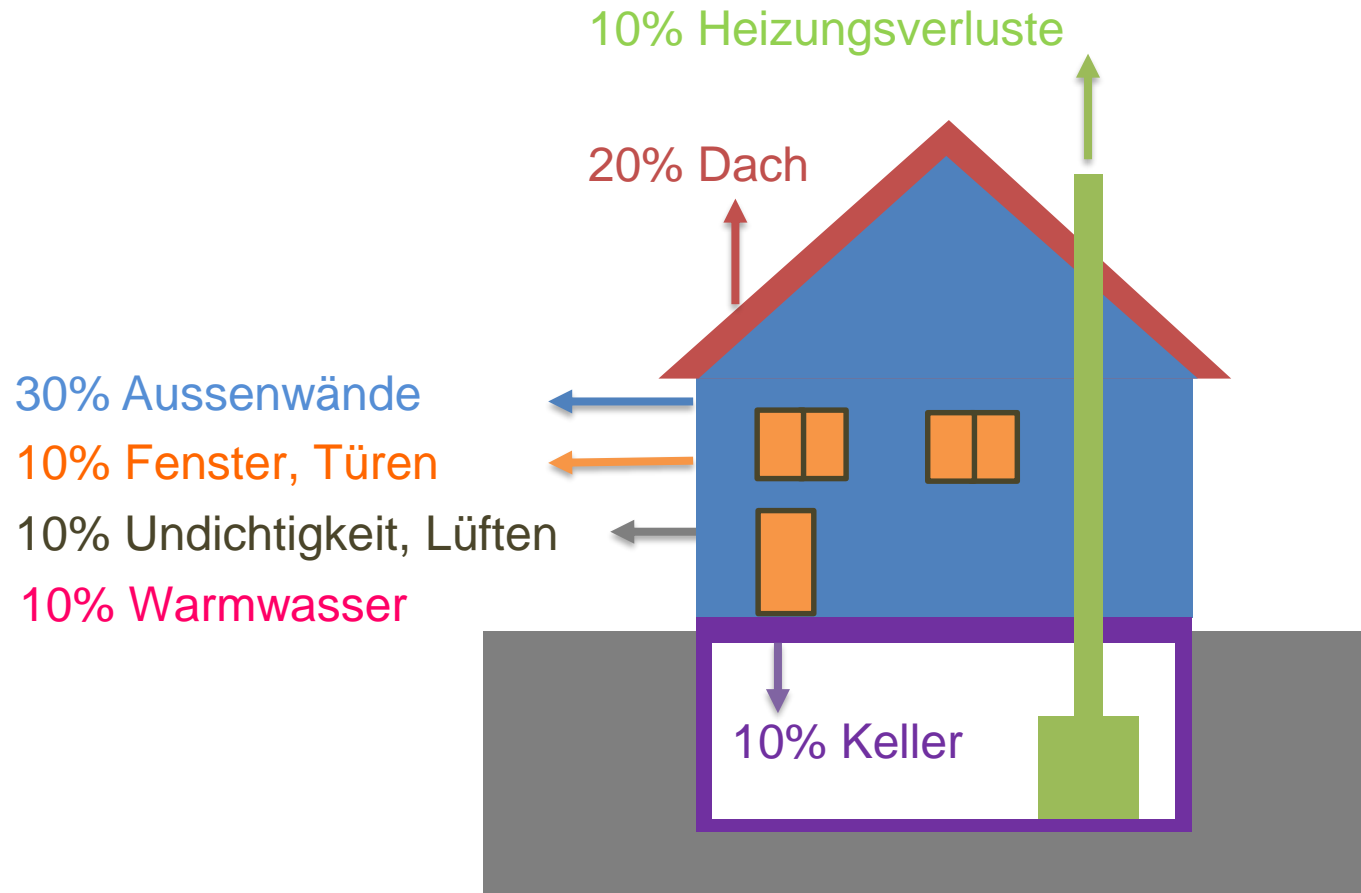 10% Heizungsverluste
20% Dach
30% Aussenwände
10% Fenster, Türen
10% Undichtigkeit, Lüften
10% Warmwasser
10% Keller